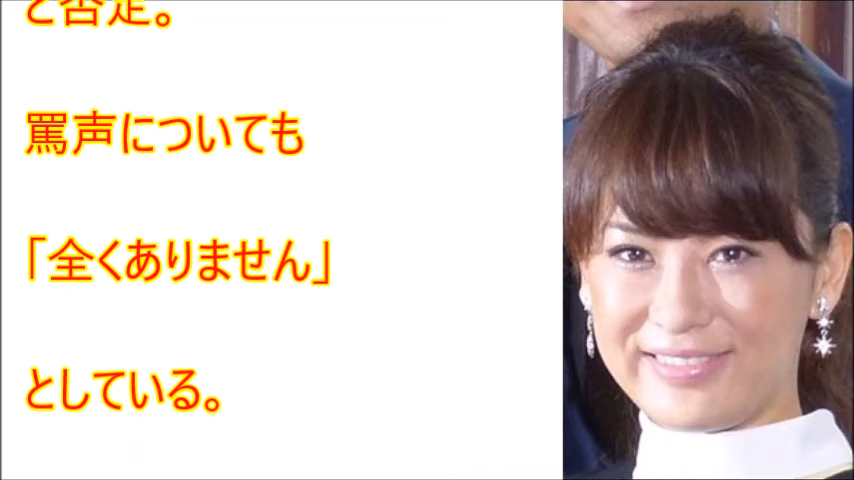 と否定。
罵声についても
「全くありません」
としている。